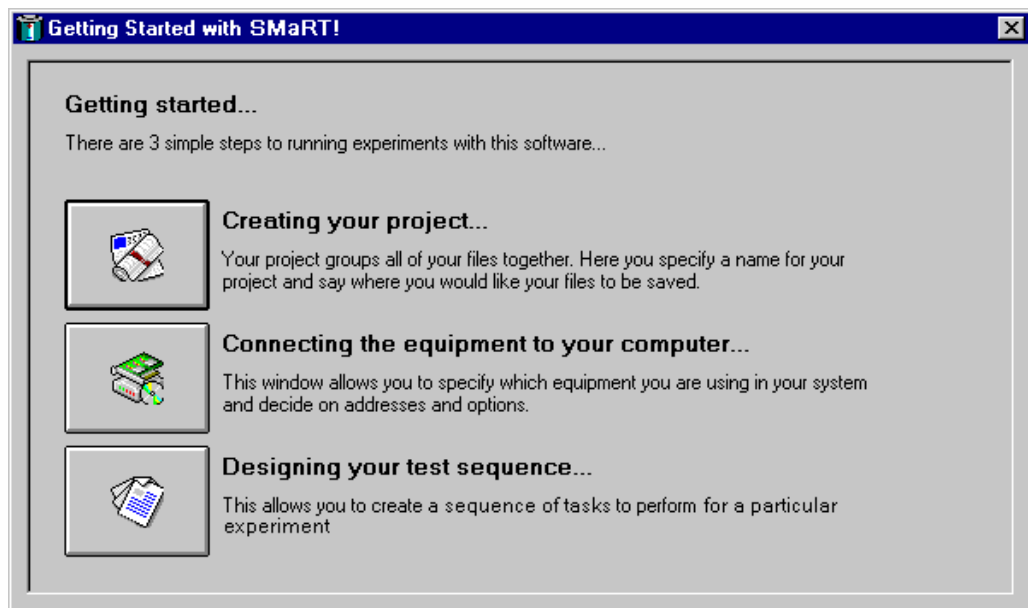 Getting Started with SMaRT!
Getting started...
There are 3 simple steps to running experiments with this software...
Creating your project...
Your project groups all of your files together. Here you specify a name for your
project and say where you would like your files to be saved.
Connecting the equipment to your computer...
This window allows you to specify which equipment you are using in your system
and decide on addresses and options.
Designing your test sequence...
This allows you to create a sequence of tasks to perform for a particular
experiment